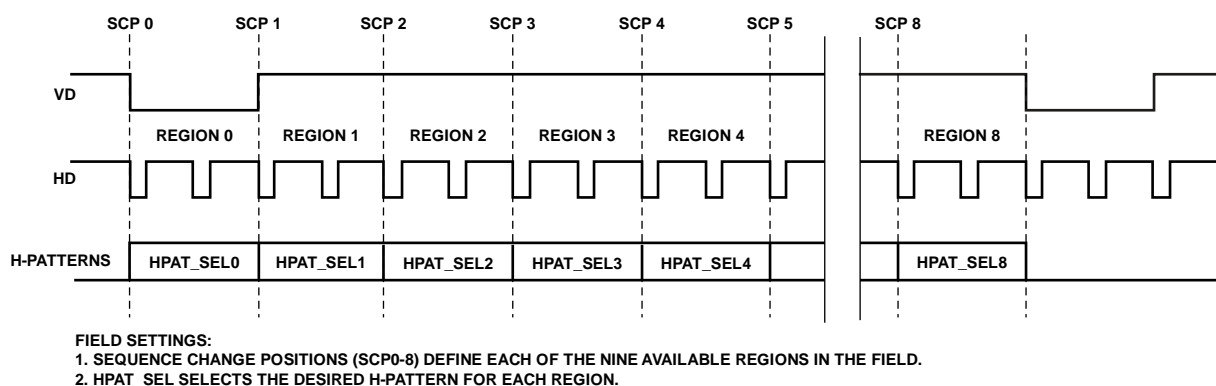 SCP 0 SCP 1 SCP 2 SCP 3 SCP 4 SCP 5 SCP 8
VD
REGION 0 REGION 1 REGION 2 REGION 3 REGION 4 REGION 8
HD
H-PATTERNS HPAT_SEL0 HPAT_SEL1 HPAT_SEL2 HPAT_SEL3 HPAT_SEL4 HPAT_SEL8
FIELD SETTINGS:
1. SEQUENCE CHANGE POSITIONS (SCP0-8) DEFINE EACH OF THE NINE AVAILABLE REGIONS IN THE FIELD.
2. HPAT_SEL SELECTS THE DESIRED H-PATTERN FOR EACH REGION.